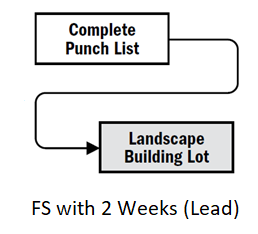 Complete
Punch List
Landscape
Building Lot
FS with 2 Weeks (Lead)